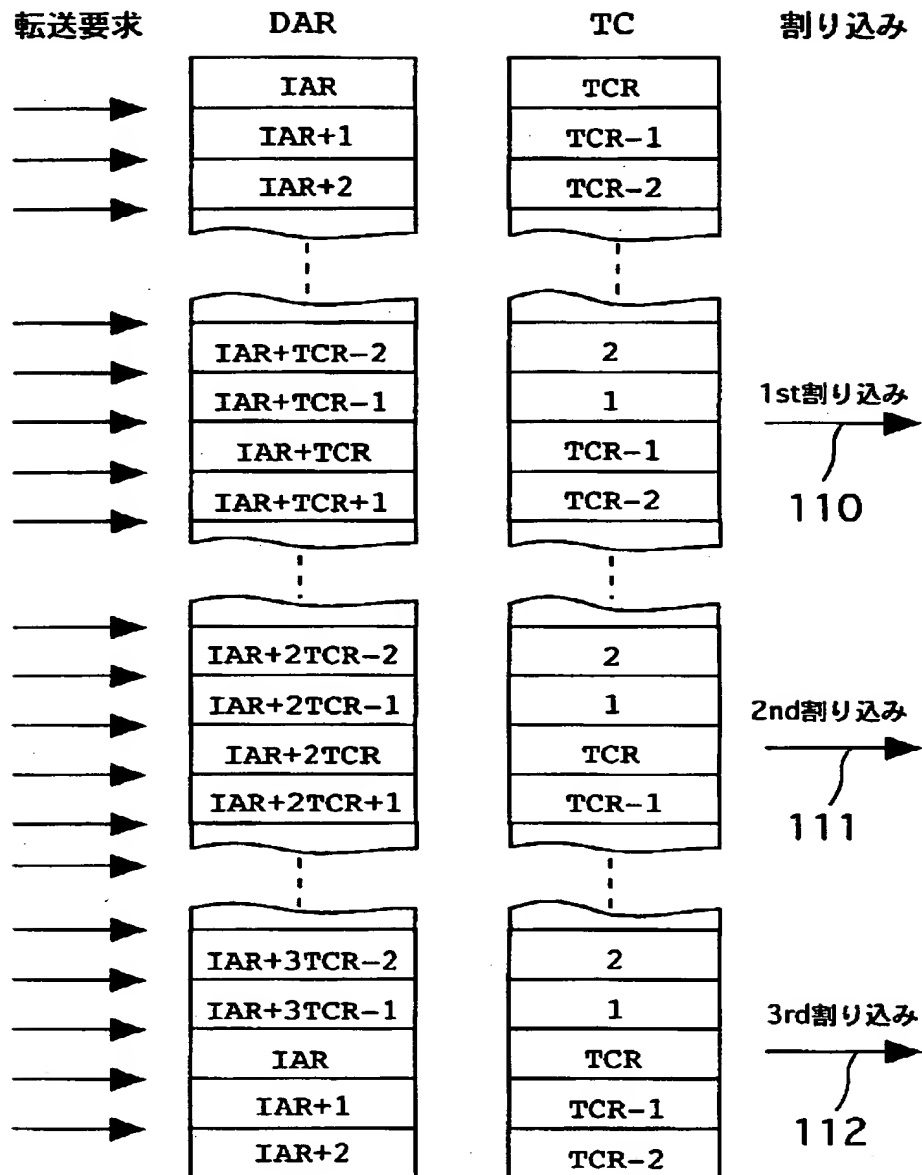 転送要求 DAR TC 割り込み
IAR TCR
IAR+1 TCR-1
IAR+2 TCR-2
IAR+TCR-2 2
IAR+TCR-1 1 1st割り込み
IAR+TCR TCR-1
IAR+TCR+1 TCR-2 110
IAR+2TCR-2 2
IAR+2TCR-1 1 2nd割り込み
IAR+2TCR TCR
IAR+2TCR+1 TCR-1 111
IAR+3TCR-2 2
IAR+3TCR-1 1 3rd割り込み
IAR TCR
IAR+1 TCR-1 112
IAR+2 TCR-2